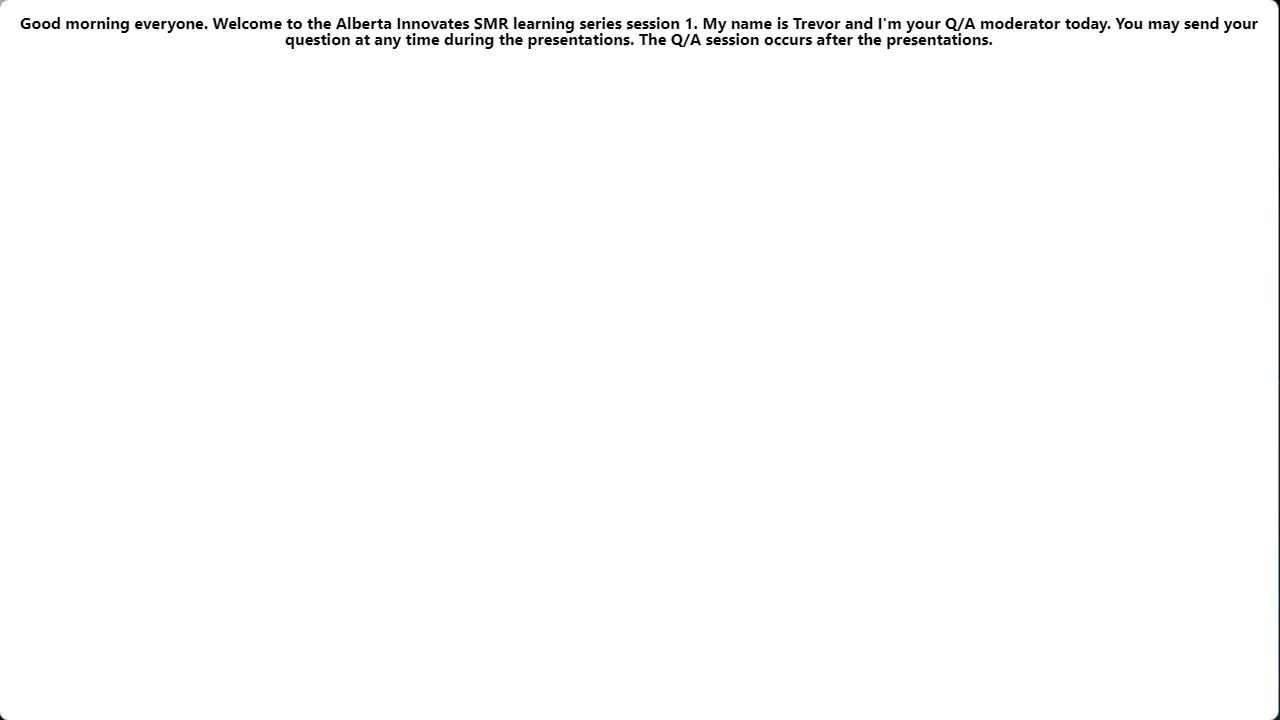 Good morning everyone. Welcome to the Alberta Innovates SMR learning series session 1. My name is Trevor and I'm your Q/A moderator today. You may send your
question at any time during the presentations. The Q/A session occurs after the presentations.